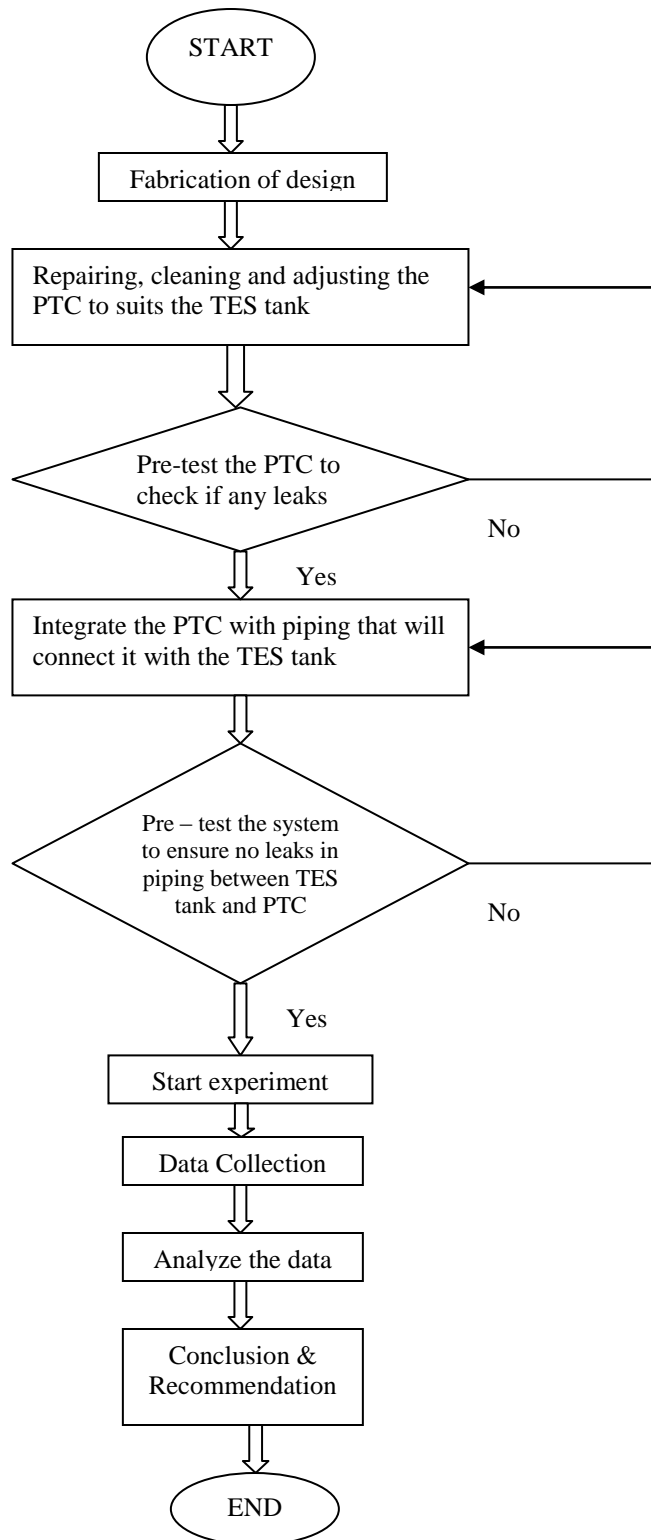 START
Fabrication of design
Repairing, cleaning and adjusting the
PTC to suits the TES tank
Pre-test the PTC to
check if any leaks
No
Yes
Integrate the PTC with piping that will
connect it with the TES tank
Pre – test the system
to ensure no leaks in
piping between TES
tank and PTC
No
Yes
Start experiment
Data Collection
Analyze the data
Conclusion &
Recommendation
END